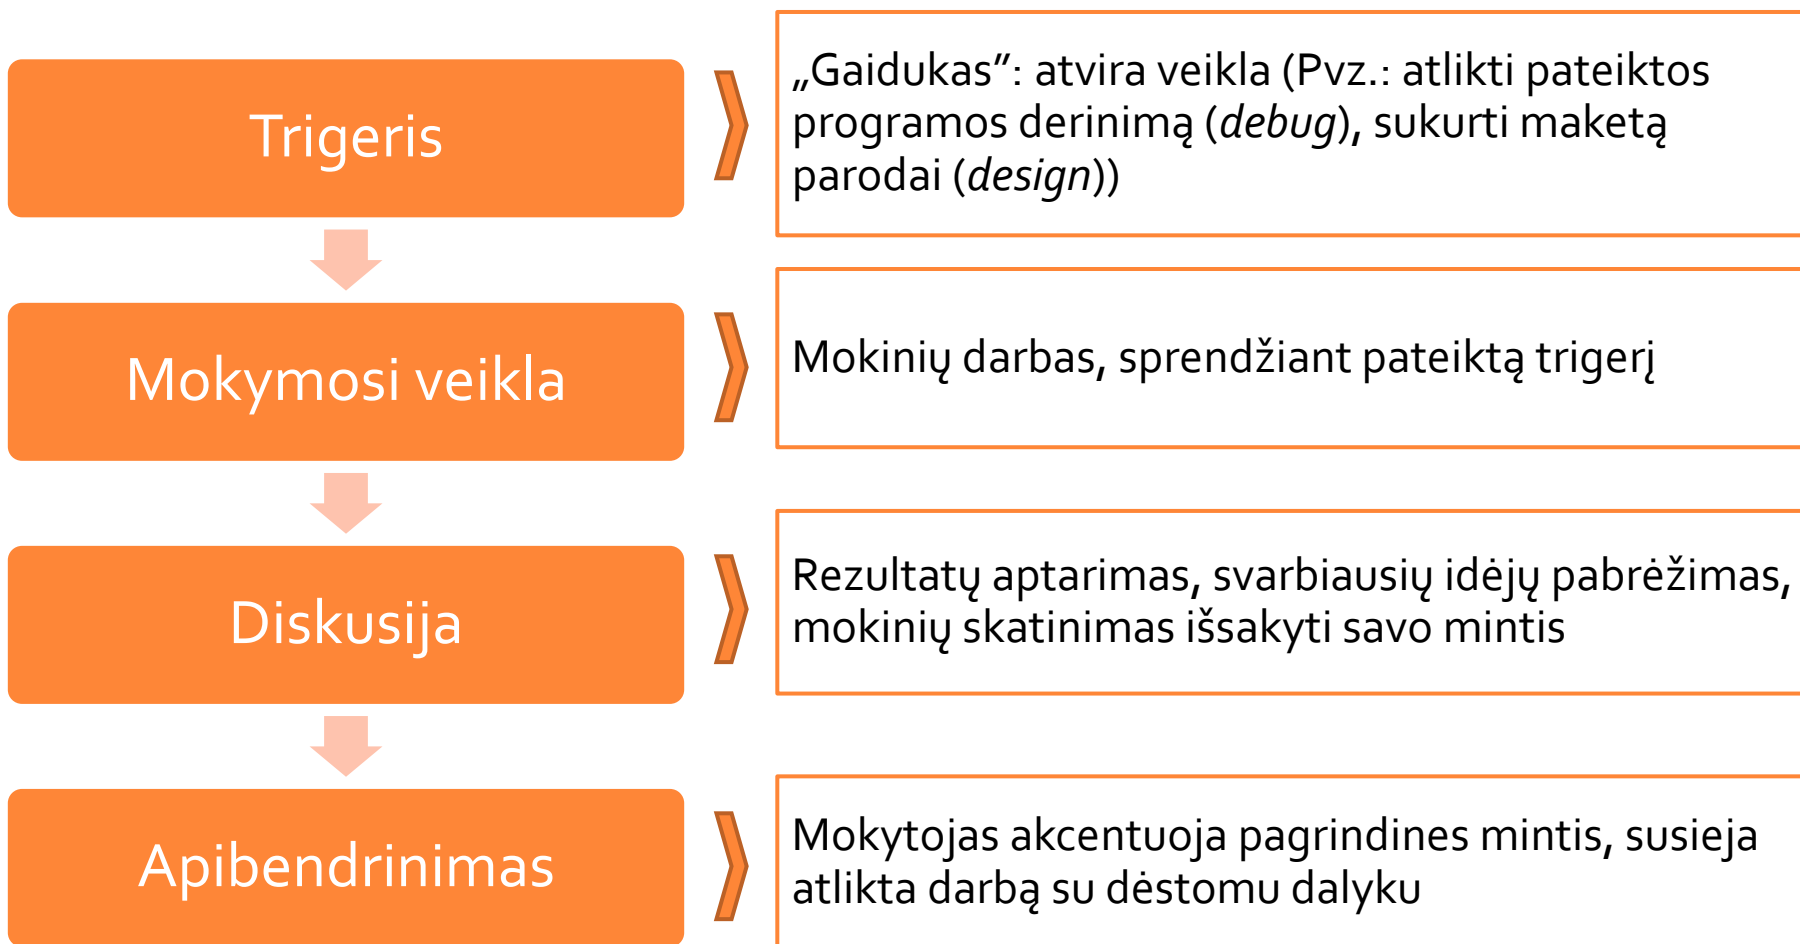 Trigeris
„Gaidukas”: atvira veikla (Pvz.: atlikti pateiktos
programos derinimą (debug), sukurti maketą
parodai (design))
Mokymosi veikla
Mokinių darbas, sprendžiant pateiktą trigerį
Diskusija
Rezultatų aptarimas, svarbiausių idėjų pabrėžimas,
mokinių skatinimas išsakyti savo mintis
Apibendrinimas
Mokytojas akcentuoja pagrindines mintis, susieja
atlikta darbą su dėstomu dalyku